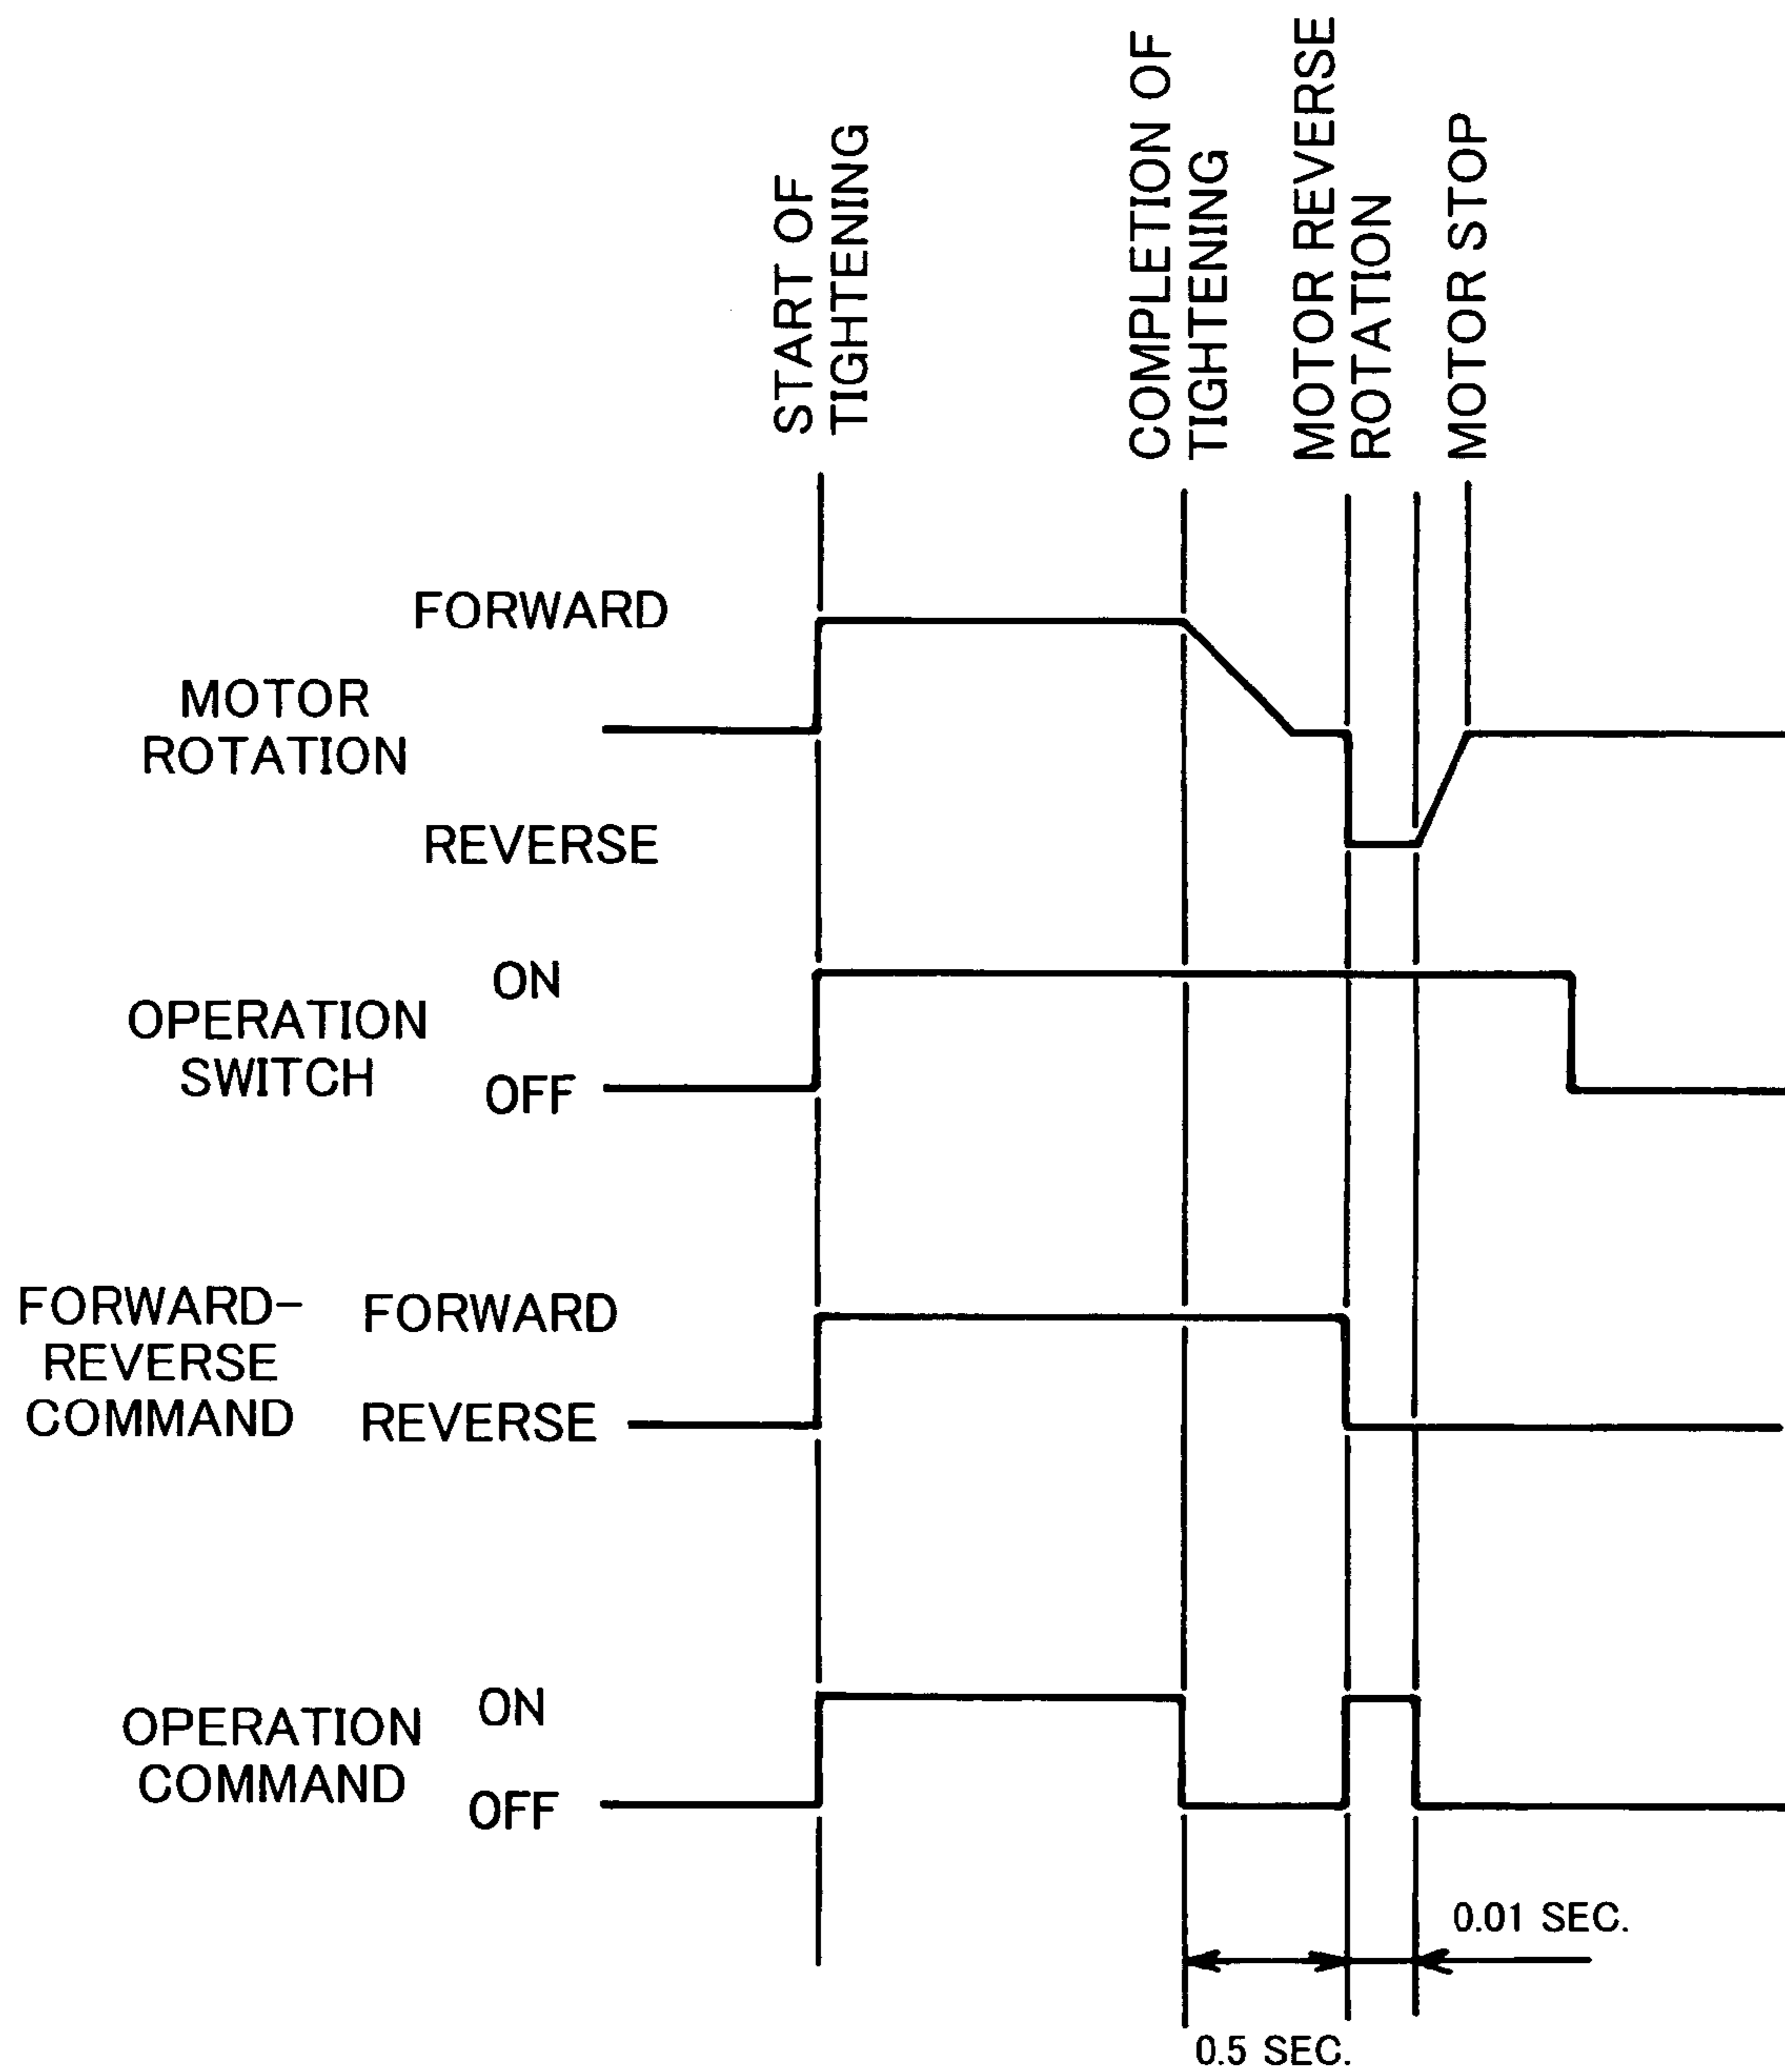 START OF
TIGHTENING
COMPLETION OF
TIGHTENING
MOTOR REVERSE
ROTATION
MOTOR STOP
FORWARD
MOTOR
ROTATION
REVERSE
ON
OPERATION
SWITCH
OFF
FORWARD-
REVERSE
COMMAND
FORWARD
REVERSE
ON
OPERATION
COMMAND
OFF
0.01 SEC.
0.5 SEC.